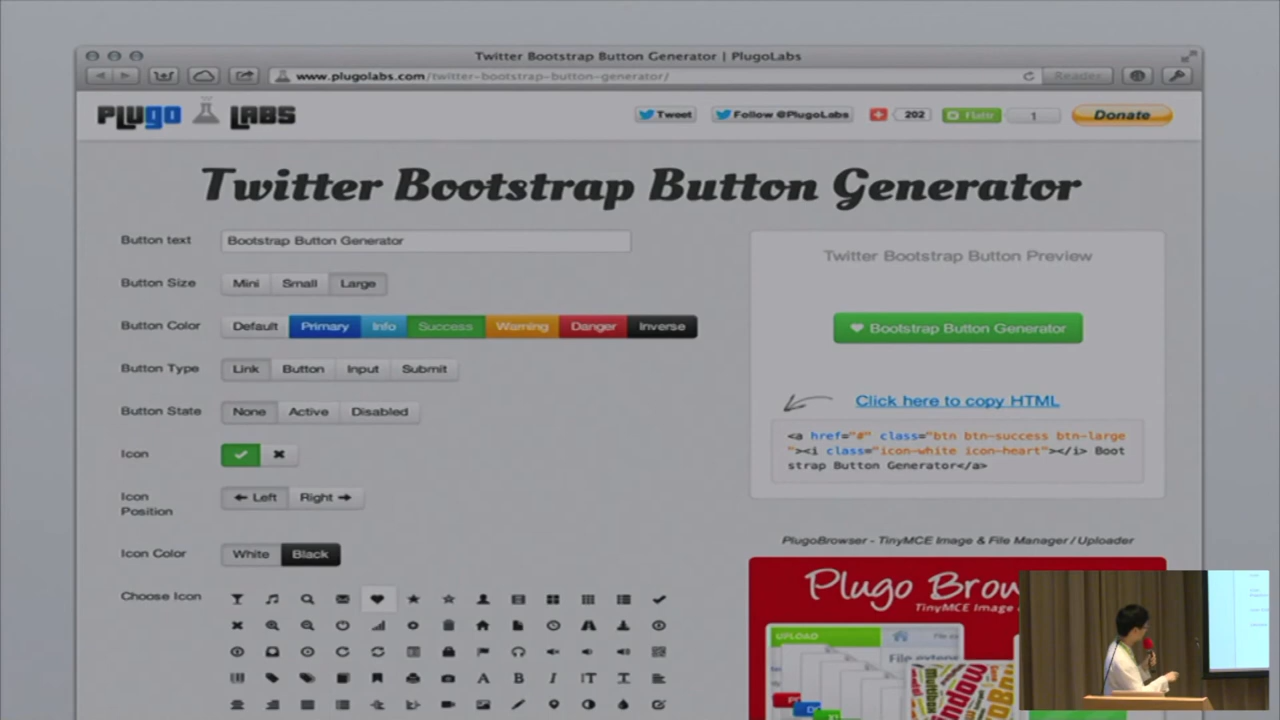 Twitter Bootstrap Button Generator | PlugoLabs
www.plugolabs.com/twitter-bootstrap-button-generator/
Reader
PLUGO LABS
Tweet
Follow @PlugoLabs
202
Flattr
1
Donate
Twitter Bootstrap Button Generator
Button text
Bootstrap Button Generator
Button Size
Mini
Small
Large
Button Color
Default
Primary
Info
Success
Warning
Danger
Inverse
Button Type
Link
Button
Input
Submit
Button State
None
Active
Disabled
Icon
Icon
Position
Left
Right
Icon Color
White
Black
Choose Icon
Twitter Bootstrap Button Preview
Bootstrap Button Generator
Click here to copy HTML
<a href="#" class="btn btn-success btn-large
"><i class="icon-white icon-heart"></i> Boot
strap Button Generator</a>
PlugoBrowser - TinyMCE Image & File Manager / Uploader
Plugo Brow
TinyMCE Image
UPLOAD
File exten